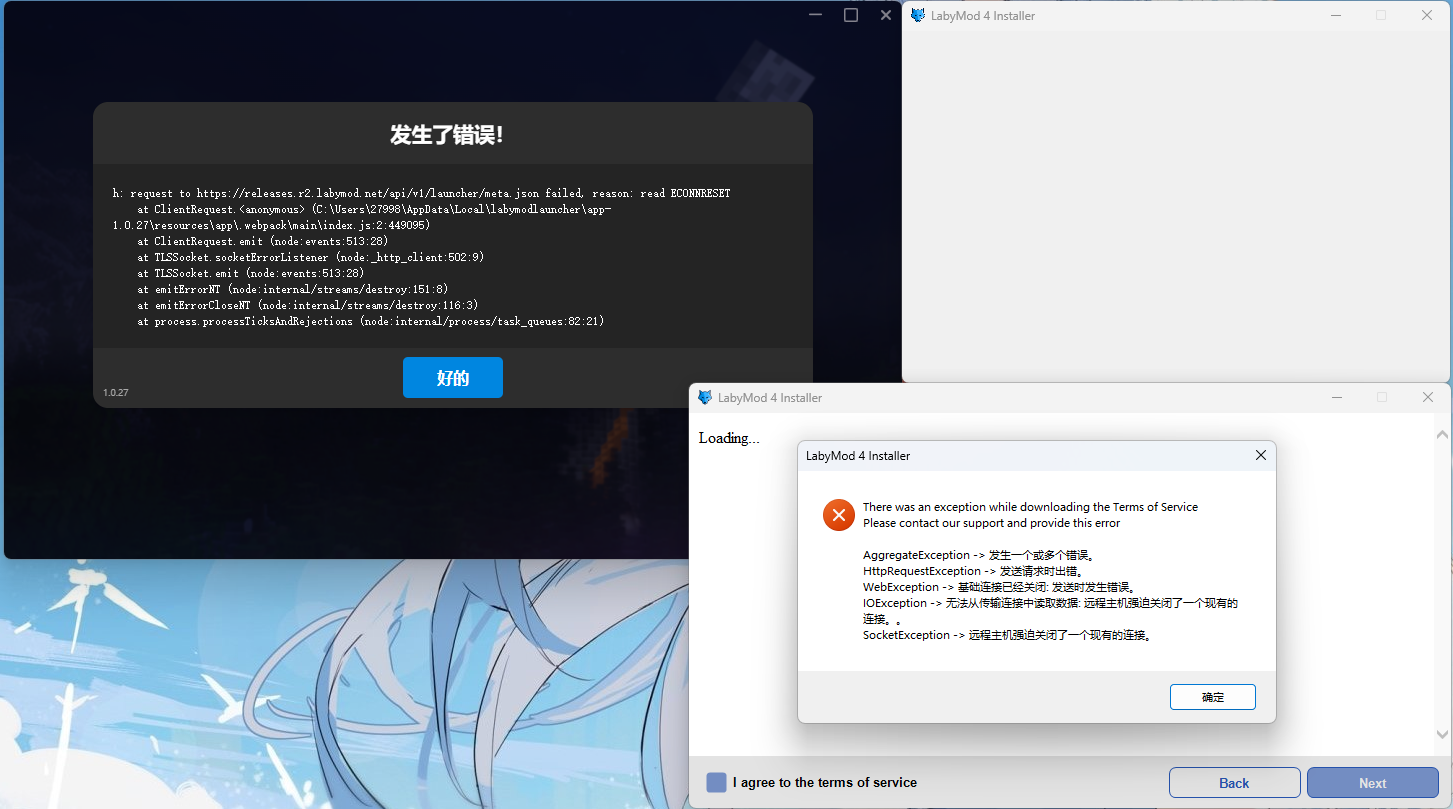 发生了错误!
h: request to https://releases.r2.labymod.net/api/v1/launcher/meta.json failed, reason: read ECONNRESET
at ClientRequest.<anonymous> (C:\Users\27998\AppData\Local\labymodlauncher\app-
1.0.27\resources\app\.webpack\main\index.js:2:449095)
at ClientRequest.emit (node:events:513:28)
at TLSSocket.socketErrorListener (node:_http_client:502:9)
at TLSSocket.emit (node:events:513:28)
at emitErrorNT (node:internal/streams/destroy:151:8)
at emitErrorCloseNT (node:internal/streams/destroy:116:3)
at process.processTicksAndRejections (node:internal/process/task_queues:82:21)
好的
1.0.27
LabyMod 4 Installer
LabyMod 4 Installer
Loading...
LabyMod 4 Installer
There was an exception while downloading the Terms of Service
Please contact our support and provide this error
AggregateException -> 发生一个或多个错误。
HttpRequestException -> 发送请求时出错。
WebException -> 基础连接已经关闭: 发送时发生错误。
IOException -> 无法从传输连接中读取数据: 远程主机强迫关闭了一个现有的
连接。。
SocketException -> 远程主机强迫关闭了一个现有的连接。
确定
I agree to the terms of service
Back
Next